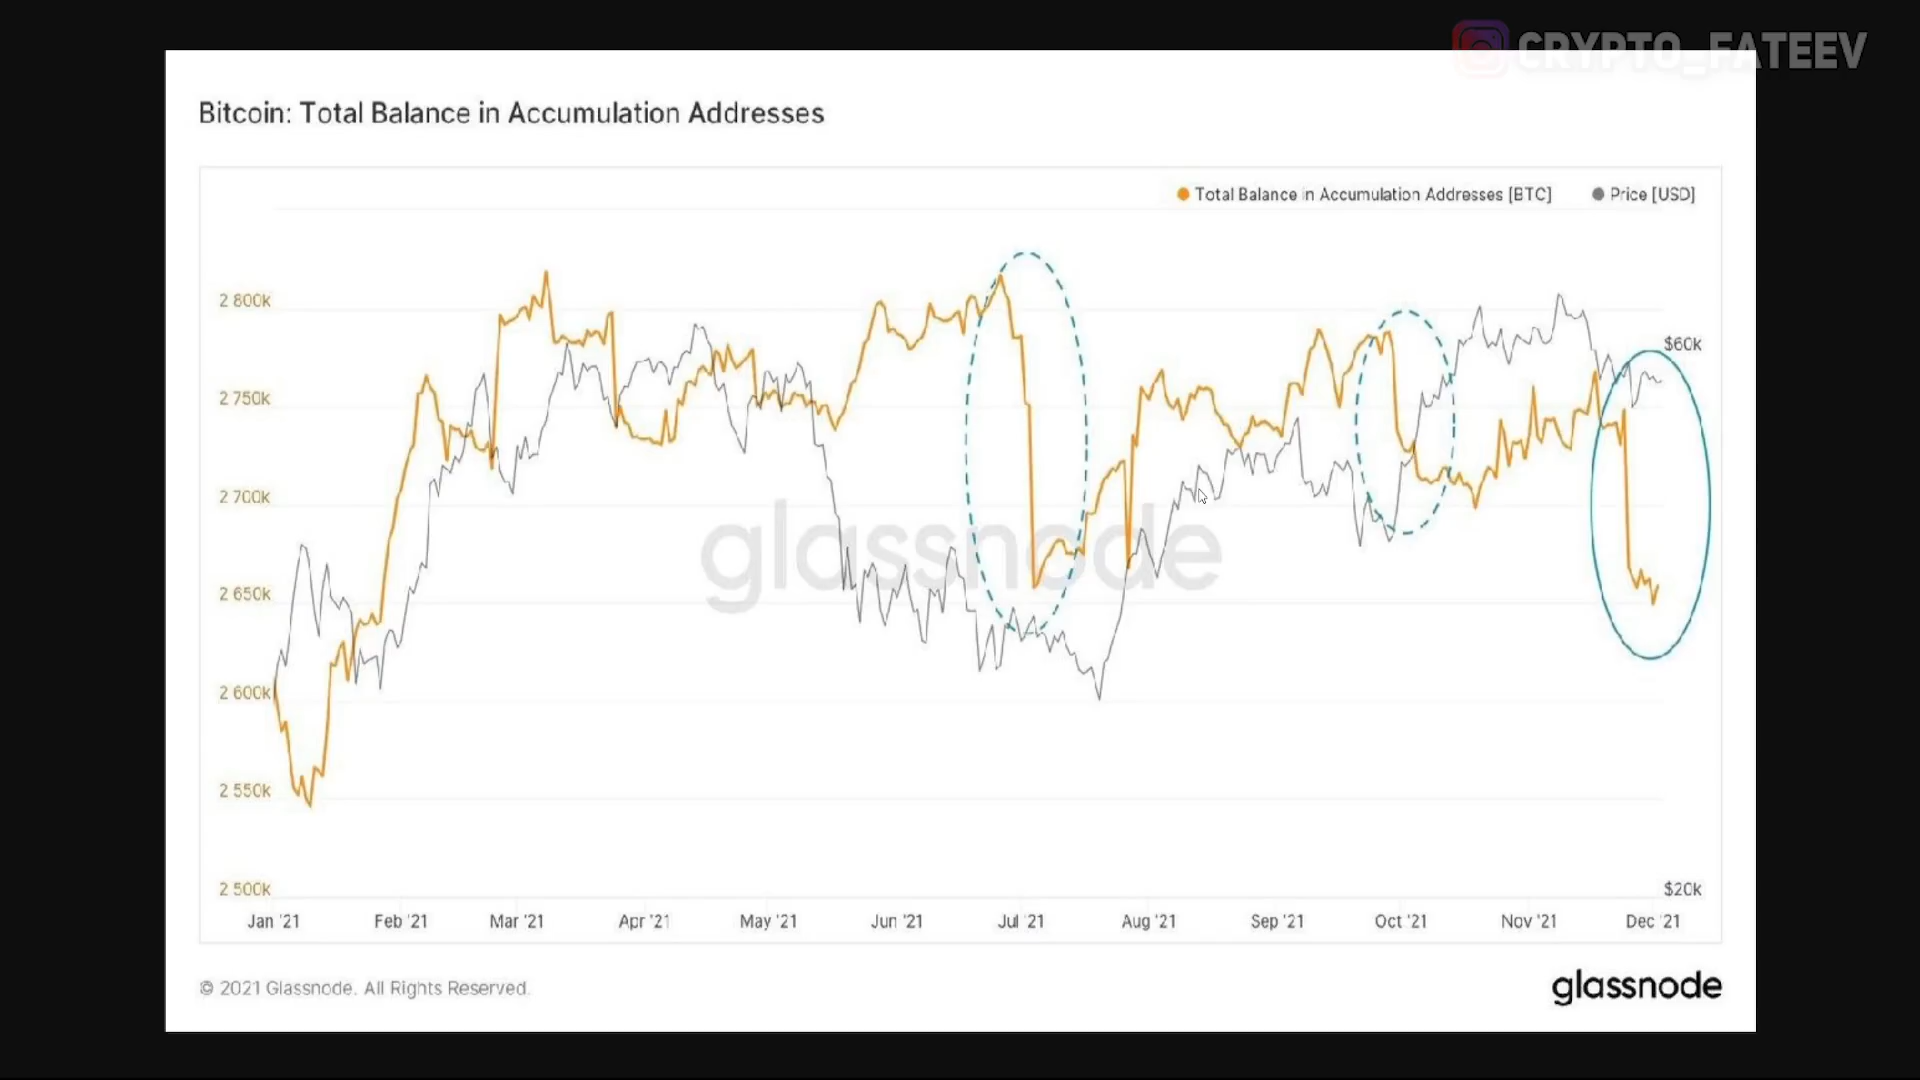 CRYPTO_FATEEV
Bitcoin: Total Balance in Accumulation Addresses
Total Balance in Accumulation Addresses [BTC]
Price [USD]
2 800k
2 750k
2 700k
2 650k
2 600k
2 550k
2 500k
$60k
$20k
glassnode
Jan '21
Feb '21
Mar '21
Apr '21
May '21
Jun '21
Jul '21
Aug '21
Sep '21
Oct '21
Nov '21
Dec '21
© 2021 Glassnode. All Rights Reserved.
glassnode